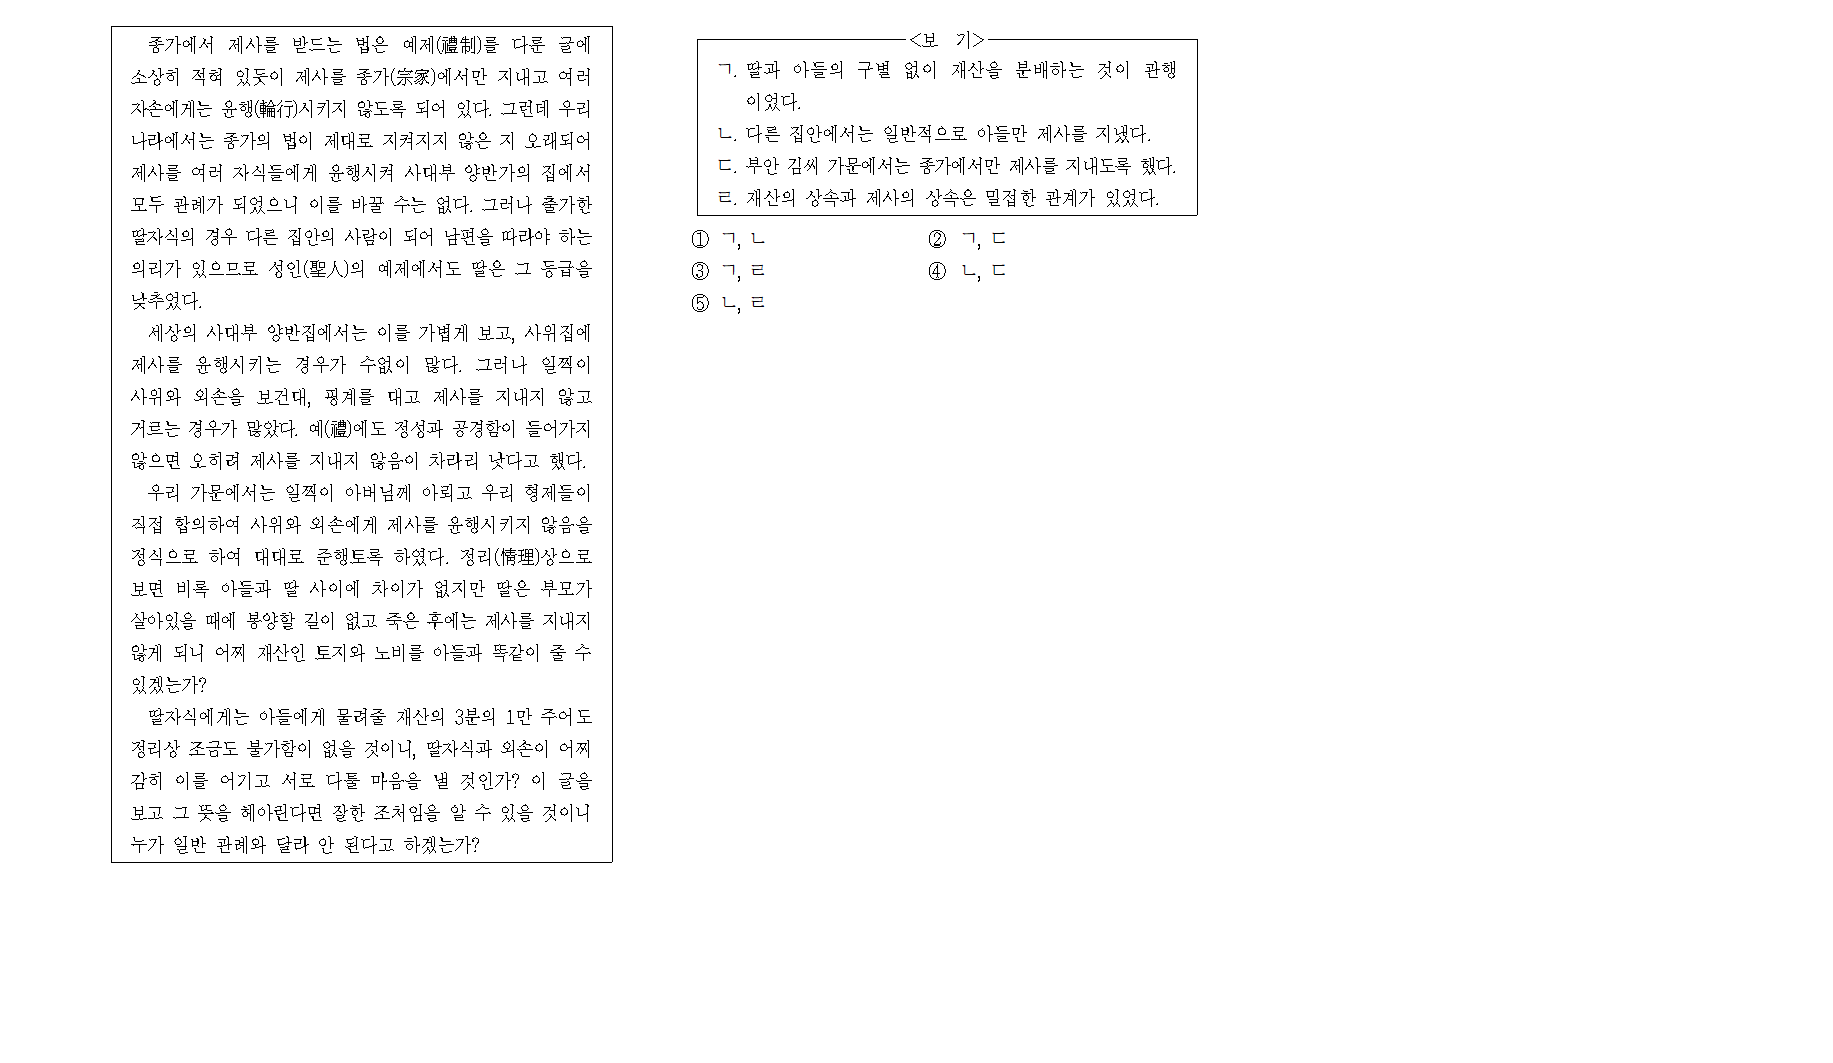 종가에서 제사를 받드는 법은 예제(禮制)를 다룬 글에
소상히 적혀 있듯이 제사를 종가(宗家)에서만 지내고 여러
자손에게는 윤행(輪行)시키지 않도록 되어 있다. 그런데 우리
나라에서는 종가의 법이 제대로 지켜지지 않은 지 오래되어
제사를 여러 자식들에게 윤행시켜 사대부 양반가의 집에서
모두 관례가 되었으니 이를 바꿀 수는 없다. 그러나 출가한
딸자식의 경우 다른 집안의 사람이 되어 남편을 따라야 하는
의리가 있으므로 성인(聖人)의 예제에서도 딸은 그 등급을
낮추었다.
세상의 사대부 양반집에서는 이를 가볍게 보고, 사위집에
제사를 윤행시키는 경우가 수없이 많다. 그러나 일찍이
사위와 외손을 보건대, 핑계를 대고 제사를 지내지 않고
거르는 경우가 많았다. 예(禮)에도 정성과 공경함이 들어가지
않으면 오히려 제사를 지내지 않음이 차라리 낫다고 했다.
우리 가문에서는 일찍이 아버님께 아뢰고 우리 형제들이
직접 합의하여 사위와 외손에게 제사를 윤행시키지 않음을
정식으로 하여 대대로 준행토록 하였다. 정리(情理)상으로
보면 비록 아들과 딸 사이에 차이가 없지만 딸은 부모가
살아있을 때에 봉양할 길이 없고 죽은 후에는 제사를 지내지
않게 되니 어찌 재산인 토지와 노비를 아들과 똑같이 줄 수
있겠는가?
딸자식에게는 아들에게 물려줄 재산의 3분의 1만 주어도
정리상 조금도 불가함이 없을 것이니, 딸자식과 외손이 어찌
감히 이를 어기고 서로 다툴 마음을 낼 것인가? 이 글을
보고 그 뜻을 헤아린다면 잘한 조처임을 알 수 있을 것이니
누가 일반 관례와 달라 안 된다고 하겠는가?
<보 기>
ㄱ. 딸과 아들의 구별 없이 재산을 분배하는 것이 관행
이었다.
ㄴ. 다른 집안에서는 일반적으로 아들만 제사를 지냈다.
ㄷ. 부안 김씨 가문에서는 종가에서만 제사를 지내도록 했다.
ㄹ. 재산의 상속과 제사의 상속은 밀접한 관계가 있었다.
① ㄱ, ㄴ ② ㄱ, ㄷ
③ ㄱ, ㄹ ④ ㄴ, ㄷ
⑤ ㄴ, ㄹ